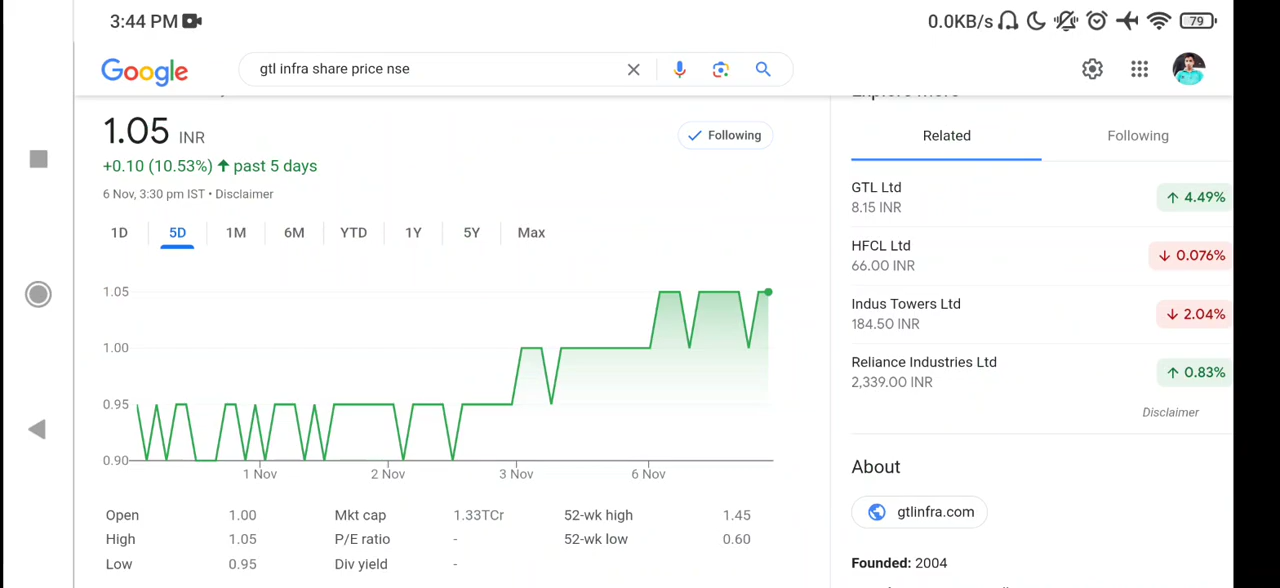 3:44 PM
0.0KB/s
79
Google
gtl infra share price nse
1.05 INR
Following
+0.10 (10.53%) ↑ past 5 days
6 Nov, 3:30 pm IST • Disclaimer
1D 5D 1M 6M YTD 1Y 5Y Max
1.05
1.00
0.95
0.90
1 Nov 2 Nov 3 Nov 6 Nov
Open 1.00 Mkt cap 1.33TCr 52-wk high 1.45
High 1.05 P/E ratio - 52-wk low 0.60
Low 0.95 Div yield -
Related Following
GTL Ltd
8.15 INR
↑ 4.49%
HFCL Ltd
66.00 INR
↓ 0.076%
Indus Towers Ltd
184.50 INR
↓ 2.04%
Reliance Industries Ltd
2,339.00 INR
↑ 0.83%
Disclaimer
About
gtlinfra.com
Founded: 2004